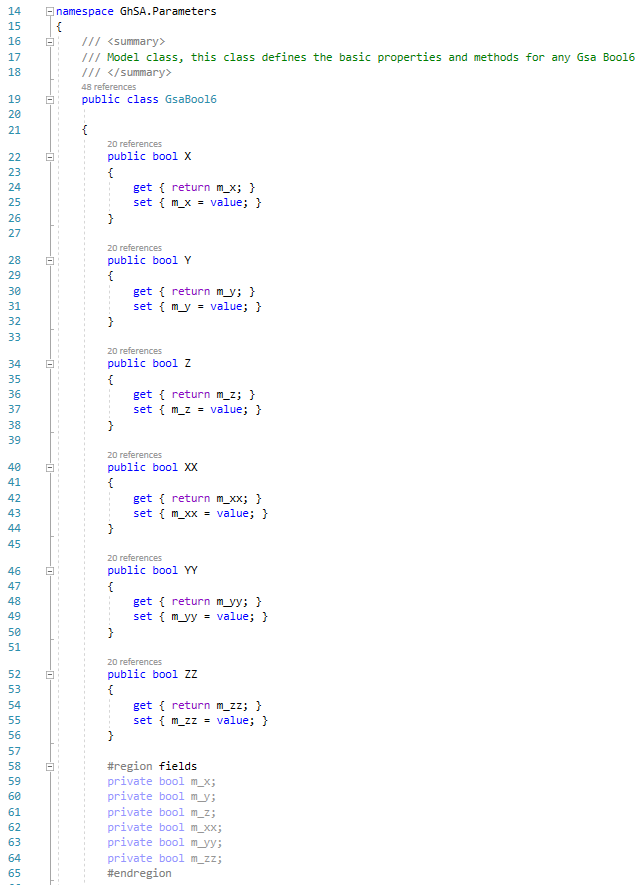 14 namespace GhSA.Parameters
15 {
16 /// <summary>
17 /// Model class, this class defines the basic properties and methods for any Gsa Bool6
18 /// </summary>
48 references
19 public class GsaBool6
20
21 {
20 references
22 public bool X
23 {
24 get { return m_x; }
25 set { m_x = value; }
26 }
27
20 references
28 public bool Y
29 {
30 get { return m_y; }
31 set { m_y = value; }
32 }
33
20 references
34 public bool Z
35 {
36 get { return m_z; }
37 set { m_z = value; }
38 }
39
20 references
40 public bool XX
41 {
42 get { return m_xx; }
43 set { m_xx = value; }
44 }
45
20 references
46 public bool YY
47 {
48 get { return m_yy; }
49 set { m_yy = value; }
50 }
51
20 references
52 public bool ZZ
53 {
54 get { return m_zz; }
55 set { m_zz = value; }
56 }
57
58 #region fields
59 private bool m_x;
60 private bool m_y;
61 private bool m_z;
62 private bool m_xx;
63 private bool m_yy;
64 private bool m_zz;
65 #endregion